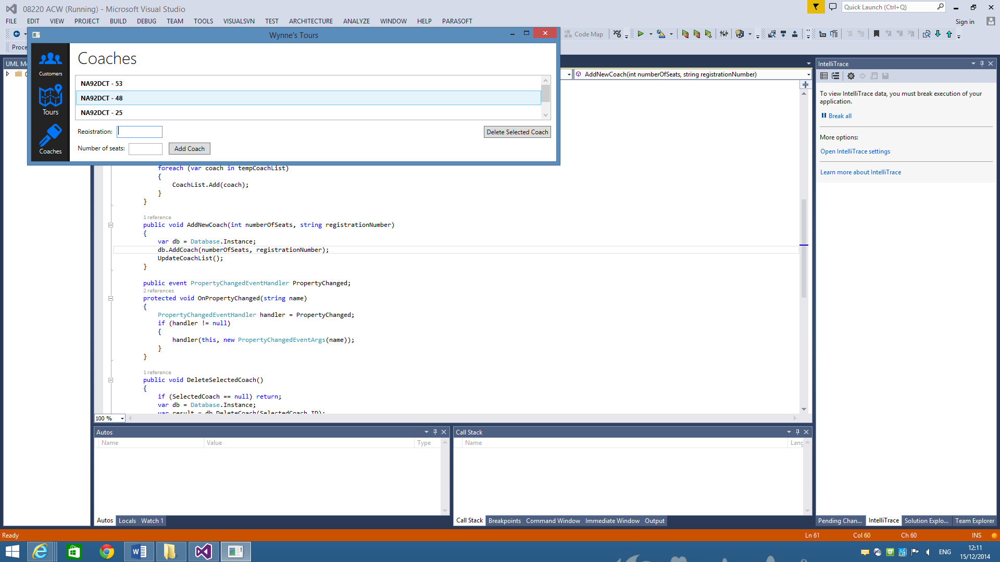 08220 ACW (Running) - Microsoft Visual Studio
Quick Launch (Ctrl+Q)
FILE EDIT VIEW PROJECT BUILD DEBUG TEAM TOOLS VISUALSVN TEST ARCHITECTURE ANALYZE WINDOW HELP PARASOFT
Sign in
Wynne's Tours
Code Map
Proce
Customers
Tours
Coaches
Coaches
NA92DCT - 53
NA92DCT - 48
NA92DCT - 25
Registration:
Delete Selected Coach
Number of seats:
Add Coach
UML M
AddNewCoach(int numberOfSeats, string registrationNumber)
foreach (var coach in tempCoachList)
{
CoachList.Add(coach);
}
}
1 reference
public void AddNewCoach(int numberOfSeats, string registrationNumber)
{
var db = Database.Instance;
db.AddCoach(numberOfSeats, registrationNumber);
UpdateCoachList();
}
public event PropertyChangedEventHandler PropertyChanged;
2 references
protected void OnPropertyChanged(string name)
{
PropertyChangedEventHandler handler = PropertyChanged;
if (handler != null)
{
handler(this, new PropertyChangedEventArgs(name));
}
}
1 reference
public void DeleteSelectedCoach()
{
if (SelectedCoach == null) return;
var db = Database.Instance;
var result = db.DeleteCoach(SelectedCoach.ID);
100 %
IntelliTrace
To view IntelliTrace data, you must break execution of your
application.
Break all
More options:
Open IntelliTrace settings
Learn more about IntelliTrace
Autos
Name Value Type
Autos Locals Watch 1
Call Stack
Name Lang
Call Stack Breakpoints Command Window Immediate Window Output
Pending Chan... IntelliTrace Solution Explo... Team Explorer
Ready
Ln 61 Col 60 Ch 60 INS
ENG
12:11
15/12/2014